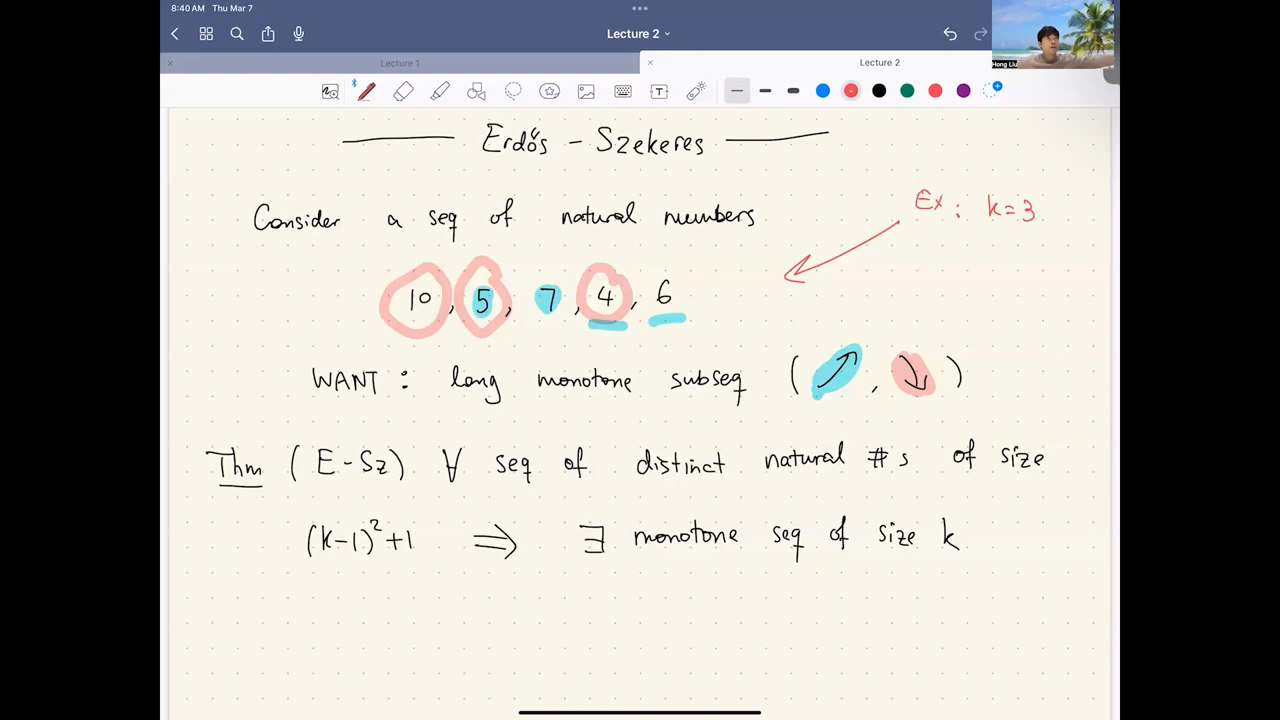 8:40 AM Thu Mar 7
Lecture 2
Hong Liu
Lecture 1
Lecture 2
T
Erdős - Szekeres
Consider a seq of natural numbers
Ex: k=3
10, 5, 7, 4, 6
WANT: long monotone subseq (↗, ↘)
Thm (E-Sz) ∀ seq of distinct natural #s of size
(k-1)²+1 ⇒ ∃ monotone seq of size k